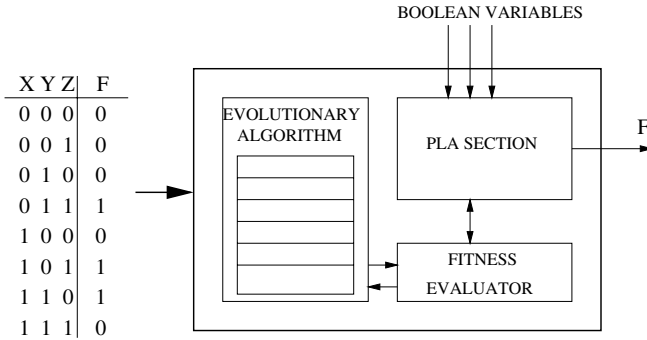 BOOLEAN VARIABLES
X Y Z F
0 0 0 0
0 0 1 0
0 1 0 0
0 1 1 1
1 0 0 0
1 0 1 1
1 1 0 1
1 1 1 0
EVOLUTIONARY
ALGORITHM
PLA SECTION
F
FITNESS
EVALUATOR